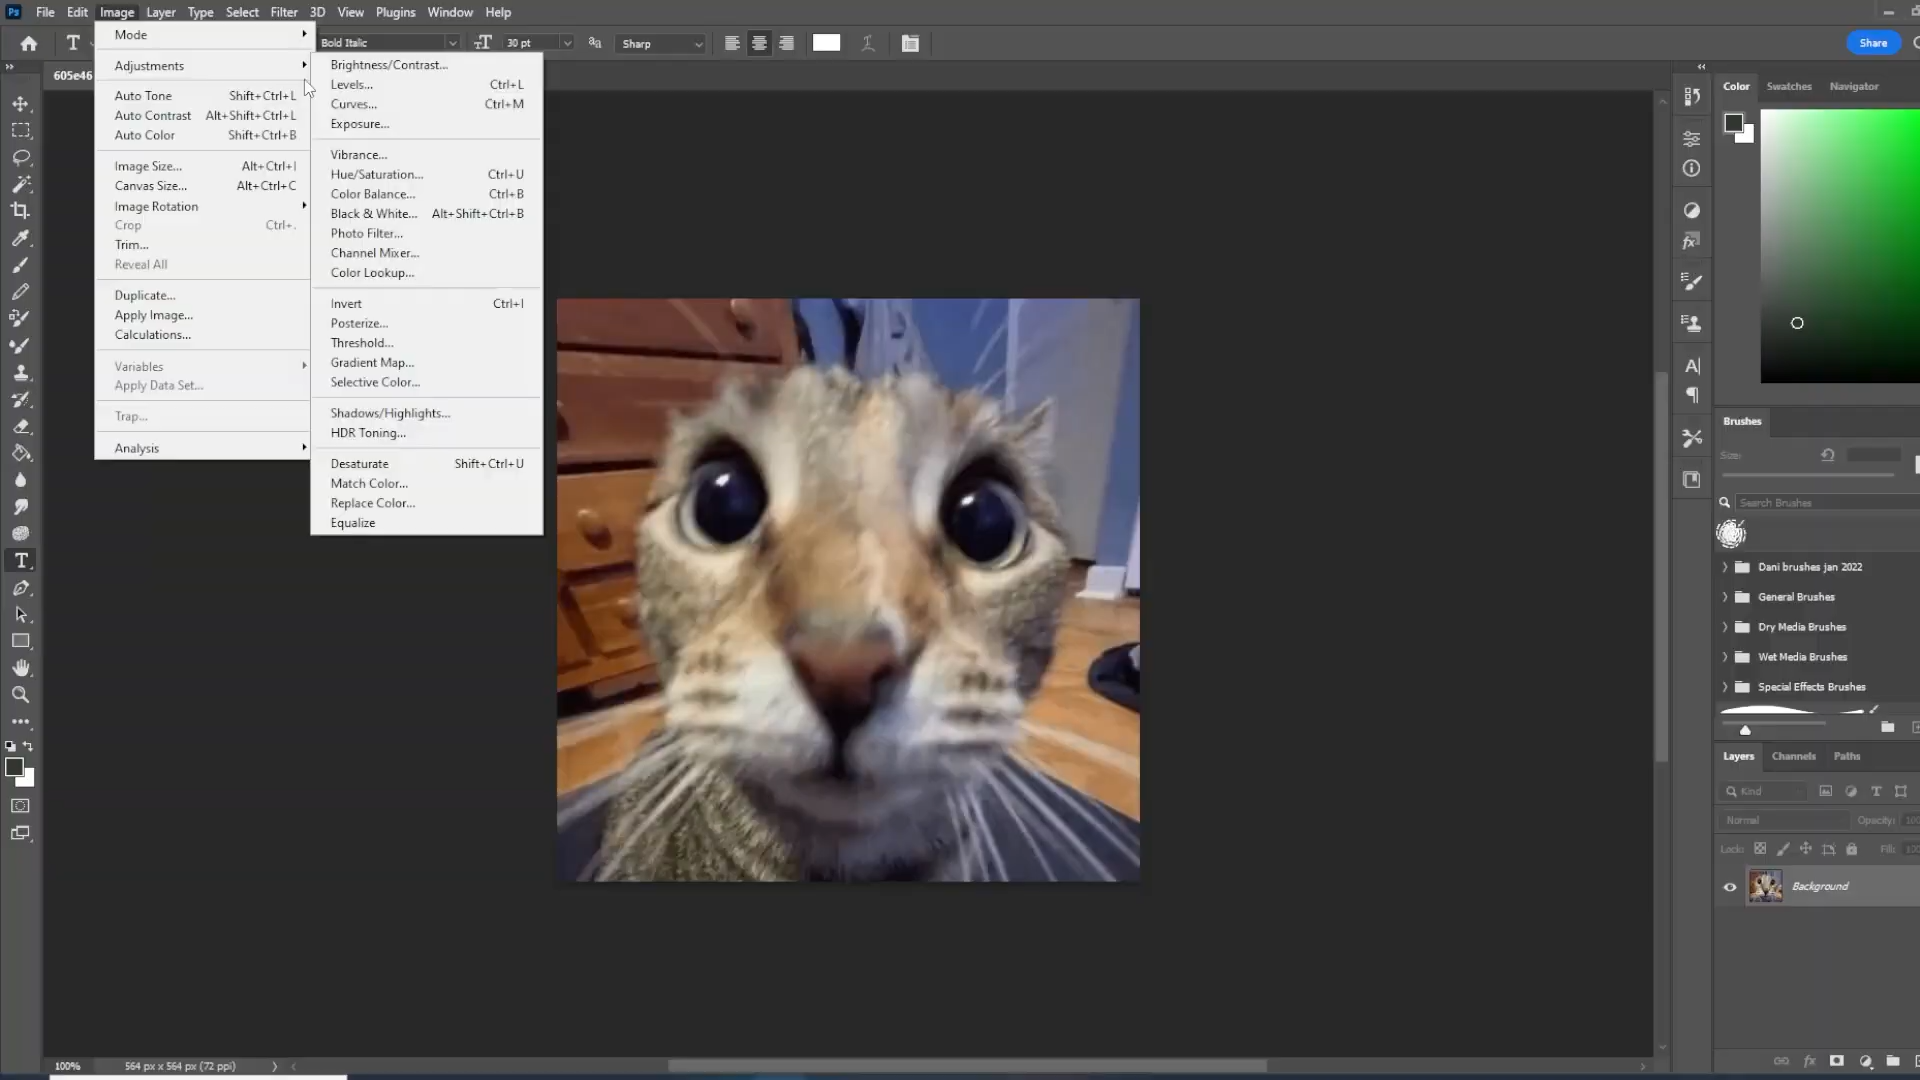 Ps File Edit Image Layer Type Select Filter 3D View Plugins Window Help
T Bold Italic 30 pt Sharp Share
605e46
Mode
Adjustments
Auto Tone Shift+Ctrl+L
Auto Contrast Alt+Shift+Ctrl+L
Auto Color Shift+Ctrl+B
Image Size... Alt+Ctrl+I
Canvas Size... Alt+Ctrl+C
Image Rotation
Crop Ctrl+.
Trim...
Reveal All
Duplicate...
Apply Image...
Calculations...
Variables
Apply Data Set...
Trap...
Analysis
Brightness/Contrast...
Levels... Ctrl+L
Curves... Ctrl+M
Exposure...
Vibrance...
Hue/Saturation... Ctrl+U
Color Balance... Ctrl+B
Black & White... Alt+Shift+Ctrl+B
Photo Filter...
Channel Mixer...
Color Lookup...
Invert Ctrl+I
Posterize...
Threshold...
Gradient Map...
Selective Color...
Shadows/Highlights...
HDR Toning...
Desaturate Shift+Ctrl+U
Match Color...
Replace Color...
Equalize
Color Swatches Navigator
Brushes
Size:
Search Brushes
Dani brushes jan 2022
General Brushes
Dry Media Brushes
Wet Media Brushes
Special Effects Brushes
Layers Channels Paths
Kind
Normal Opacity: 100
Lock: Fill:
Background
100% 564 px x 564 px (72 ppi)